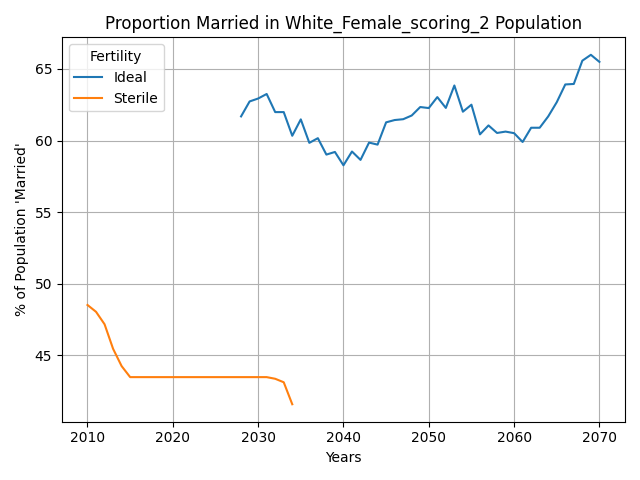 Proportion Married in White_Female_scoring_2 Population
Fertility
Ideal
Sterile
% of Population 'Married'
65
60
55
50
45
2010 2020 2030 2040 2050 2060 2070
Years